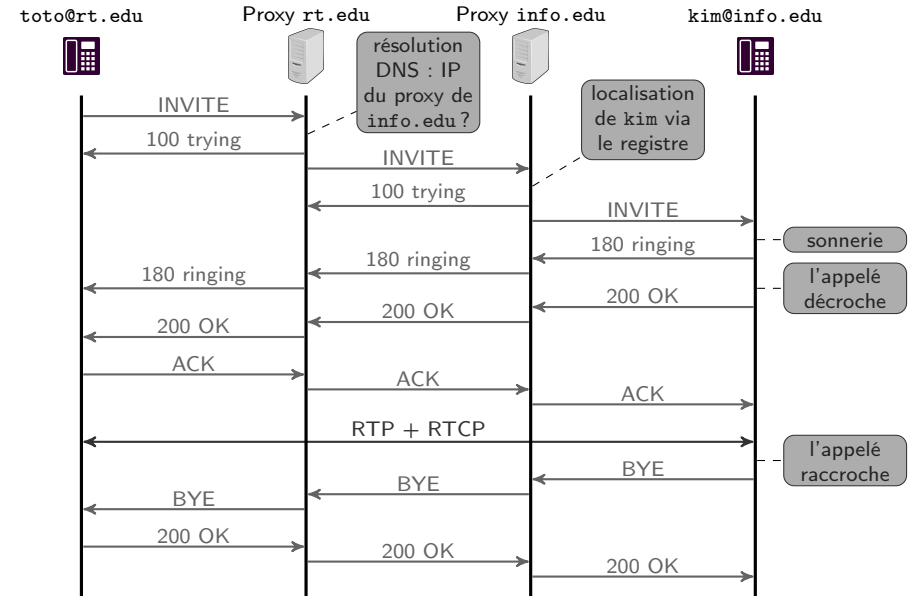 toto@rt.edu
Proxy rt.edu
Proxy info.edu
kim@info.edu
résolution
DNS : IP
du proxy de
info.edu ?
localisation
de kim via
le registre
INVITE
100 trying
INVITE
100 trying
INVITE
sonnerie
180 ringing
180 ringing
180 ringing
l'appelé
décroche
200 OK
200 OK
200 OK
ACK
ACK
ACK
RTP + RTCP
l'appelé
raccroche
BYE
BYE
BYE
200 OK
200 OK
200 OK